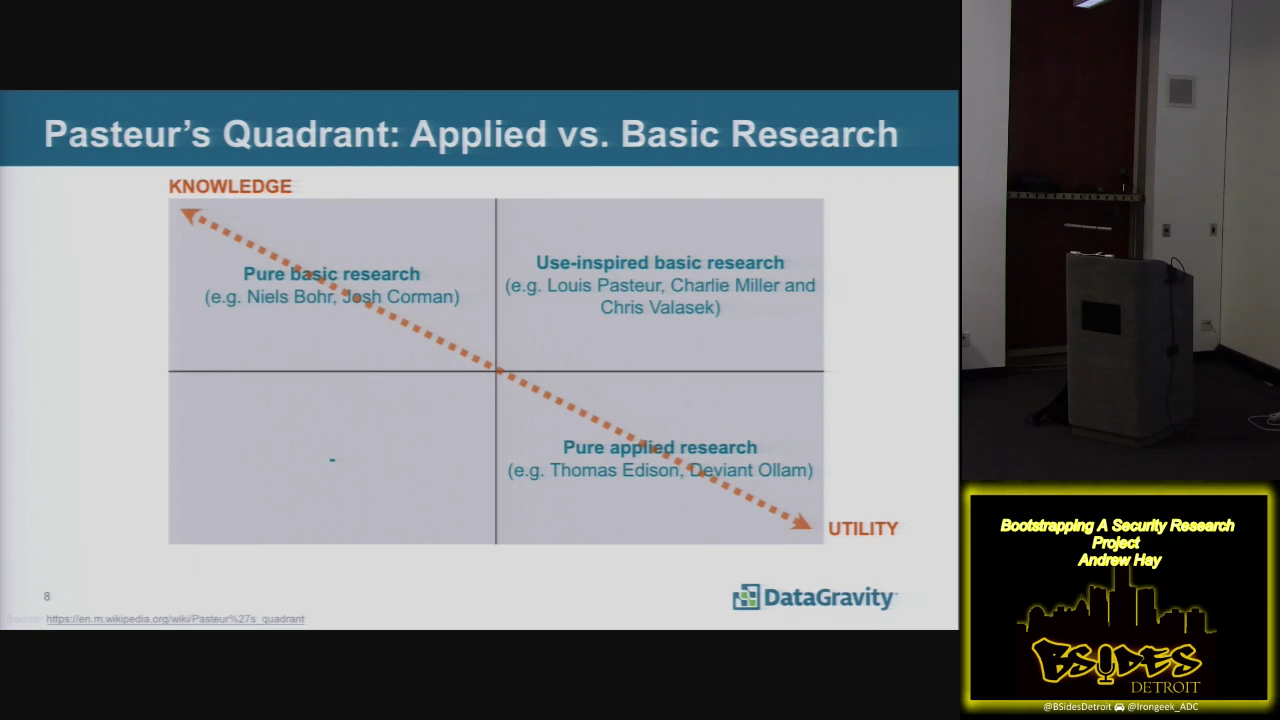 Pasteur's Quadrant: Applied vs. Basic Research
KNOWLEDGE
Pure basic research
(e.g. Niels Bohr, Josh Corman)
Use-inspired basic research
(e.g. Louis Pasteur, Charlie Miller and
Chris Valasek)
-
Pure applied research
(e.g. Thomas Edison, Deviant Ollam)
UTILITY
8
DataGravity
Source: https://en.m.wikipedia.org/wiki/Pasteur%27s_quadrant
Bootstrapping A Security Research
Project
Andrew Hay
BSIDES
DETROIT
@BSidesDetroit @Irongeek_ADC